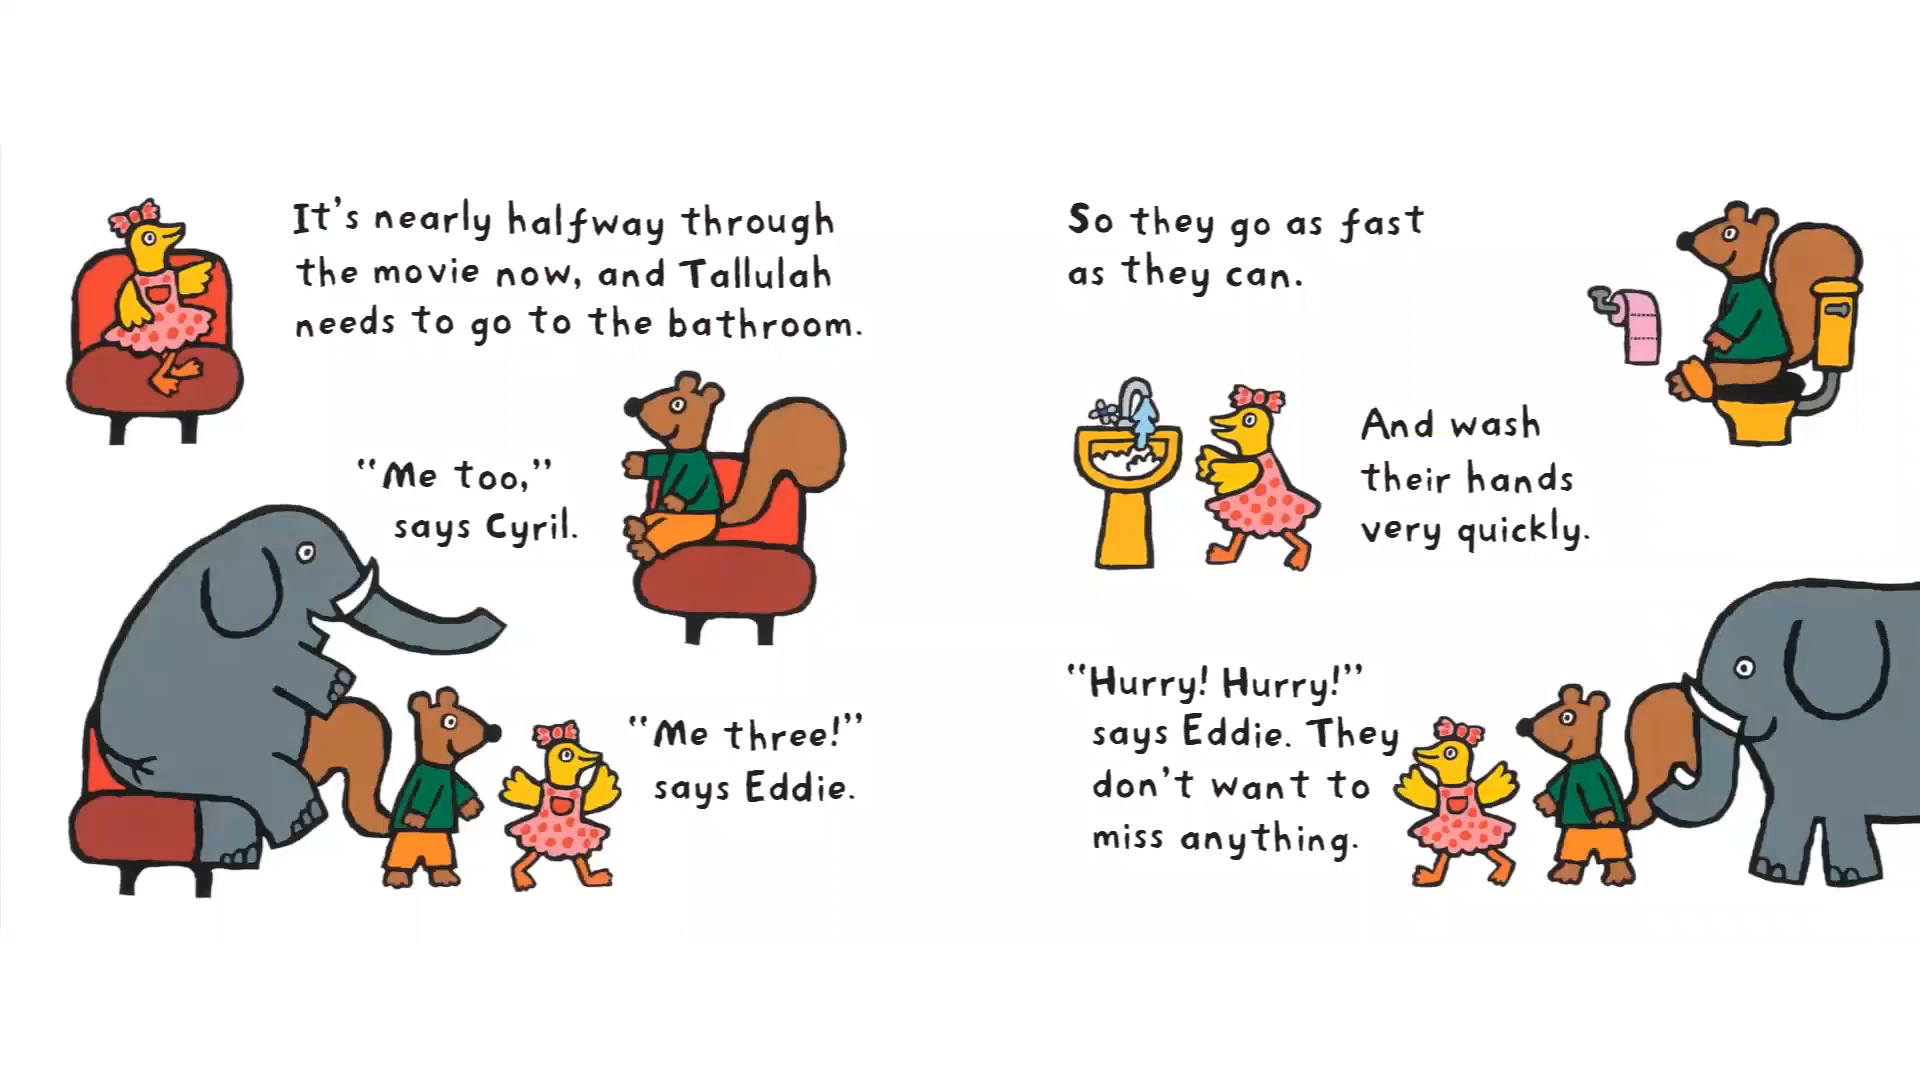 It's nearly halfway through
the movie now, and Tallulah
needs to go to the bathroom.
“Me too,”
says Cyril.
“Me three!”
says Eddie.
So they go as fast
as they can.
And wash
their hands
very quickly.
“Hurry! Hurry!”
says Eddie. They
don't want to
miss anything.